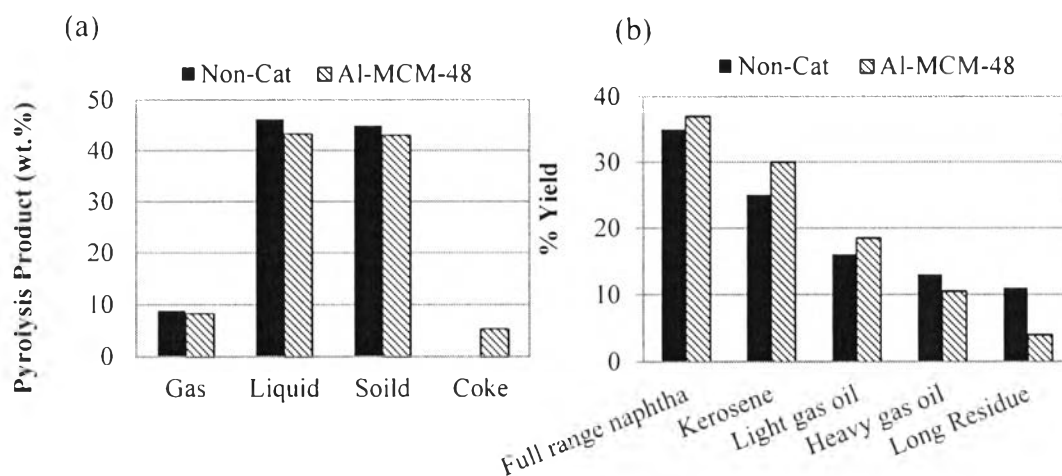 (a)
Non-Cat Al-MCM-48
Pyrolysis Product (wt.%)
50
40
30
20
10
0
Gas Liquid Soild Coke
(b)
Non-Cat Al-MCM-48
% Yield
40
30
20
10
0
Full range naphtha
Kerosene
Light gas oil
Heavy gas oil
Long Residue